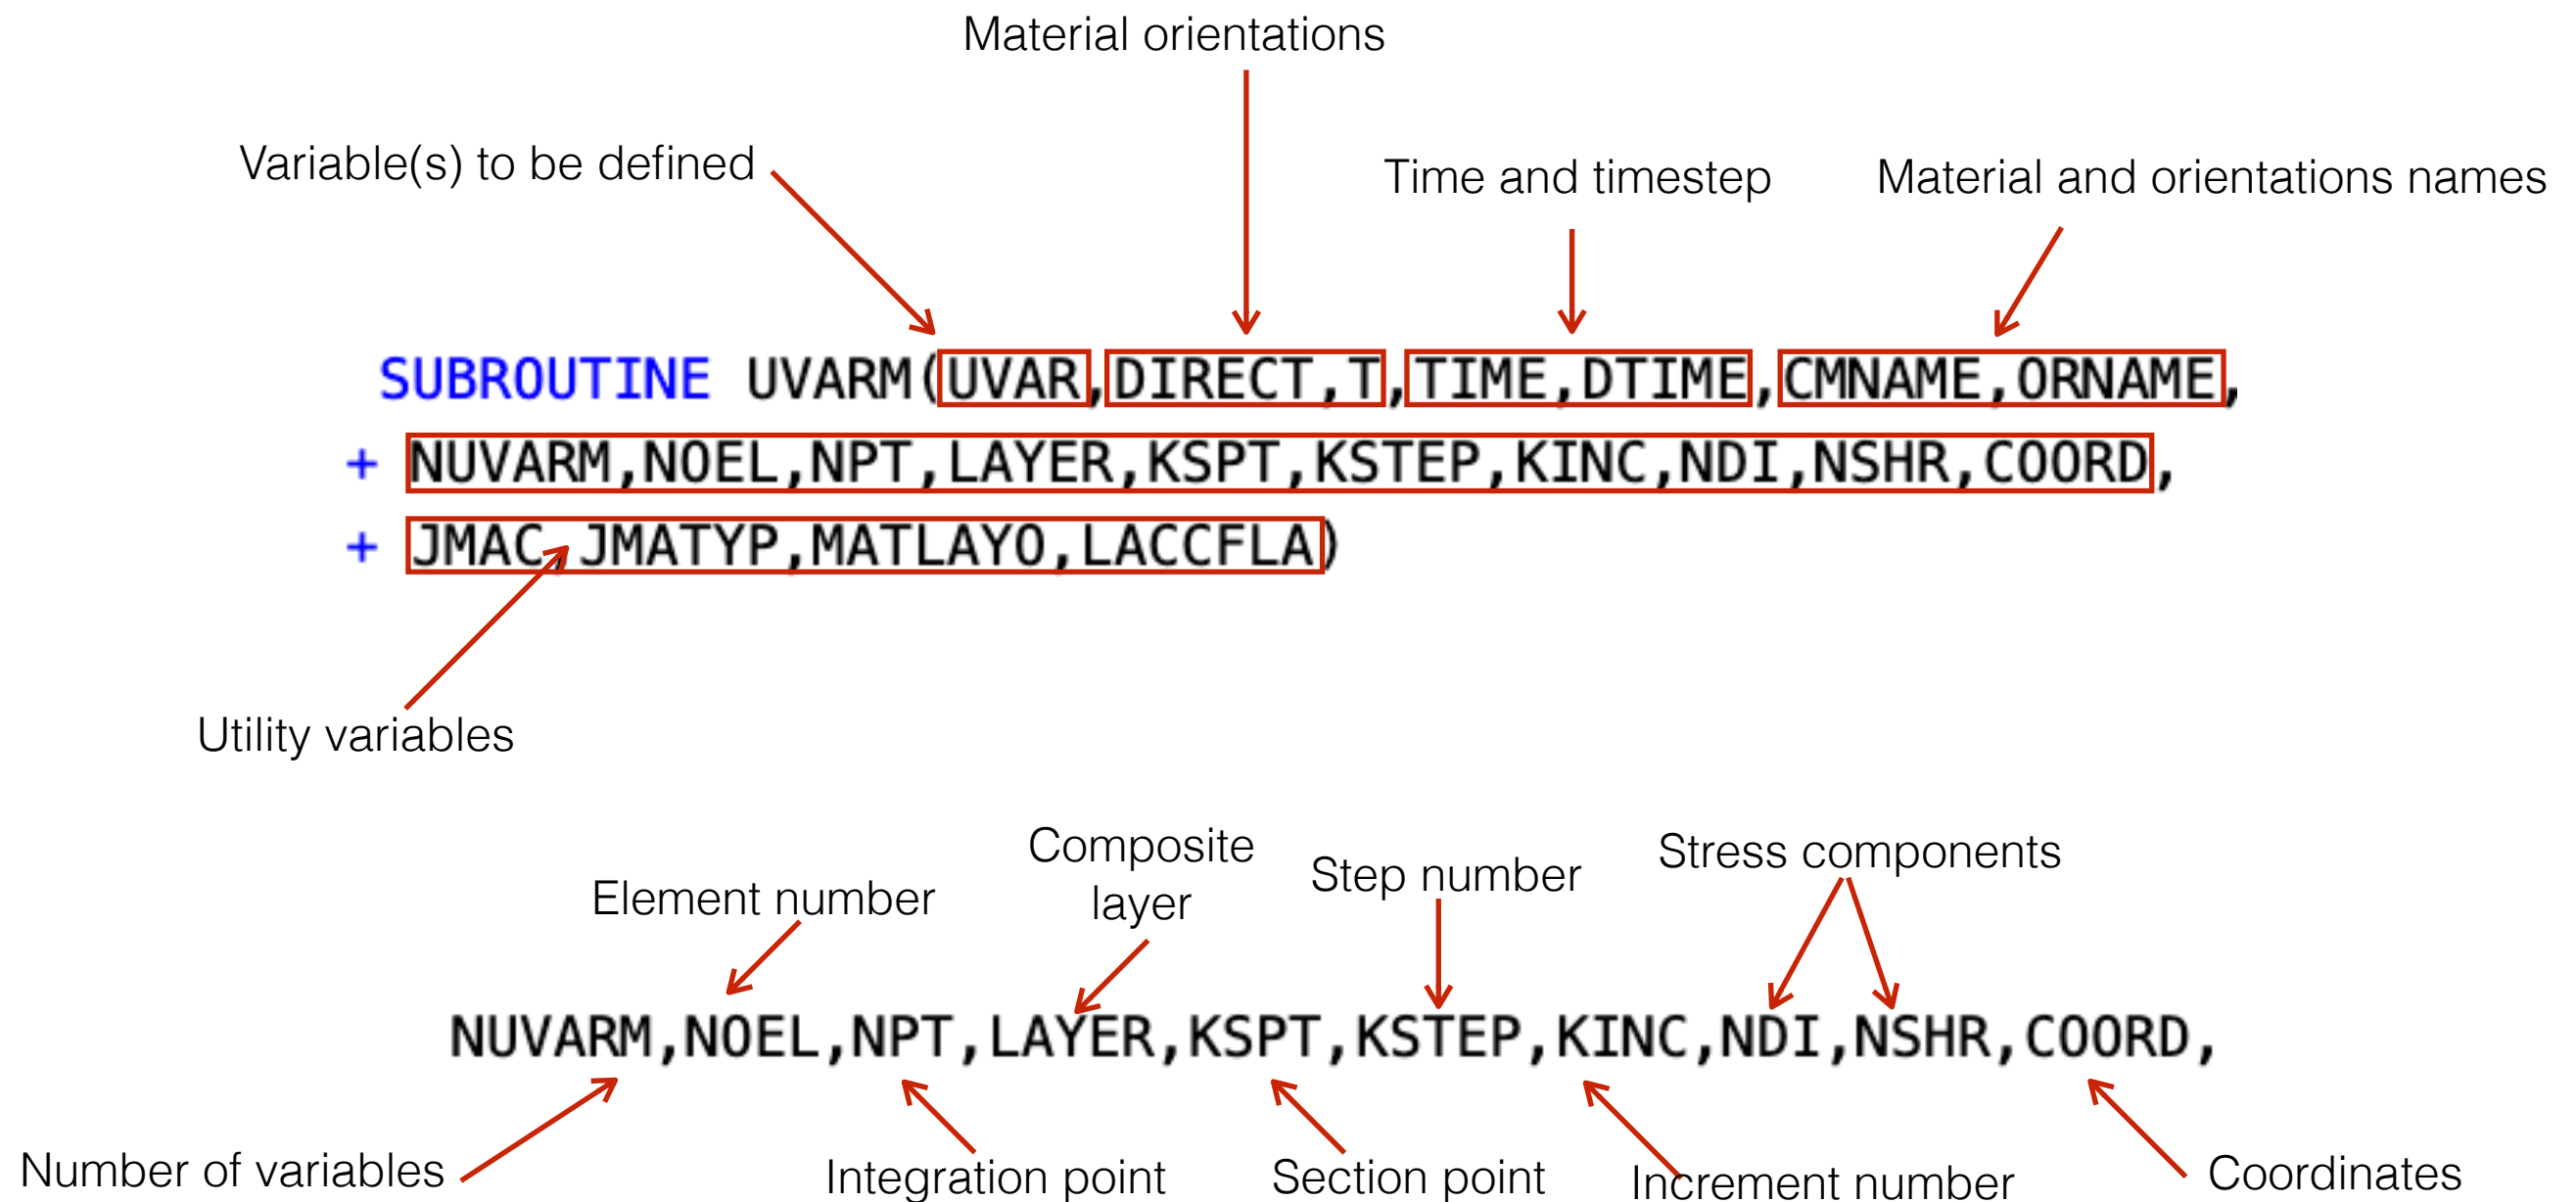 Material orientations
Variable(s) to be defined
Time and timestep
Material and orientations names
SUBROUTINE UVARM(UVAR,DIRECT,T,TIME,DTIME,CMNAME,ORNAME,
+ NUVARM,NOEL,NPT,LAYER,KSPT,KSTEP,KINC,NDI,NSHR,COORD,
+ JMAC,JMATYP,MATLAYO,LACCFLA)
Utility variables
Element number
Composite
layer
Step number
Stress components
NUVARM,NOEL,NPT,LAYER,KSPT,KSTEP,KINC,NDI,NSHR,COORD,
Number of variables
Integration point
Section point
Increment number
Coordinates